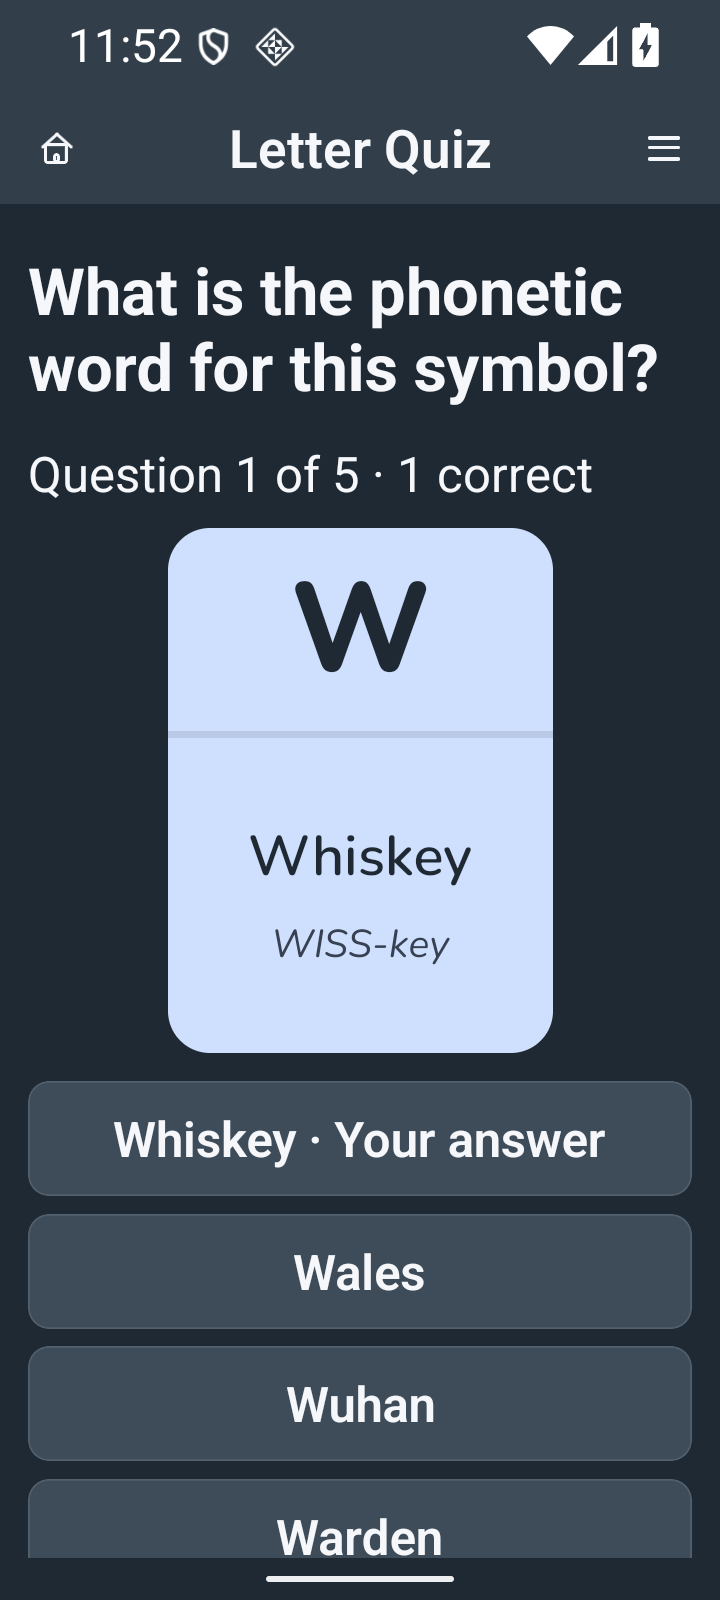 11:52
Letter Quiz
What is the phonetic
word for this symbol?
Question 1 of 5 · 1 correct
W
Whiskey
WISS-key
Whiskey · Your answer
Wales
Wuhan
Warden